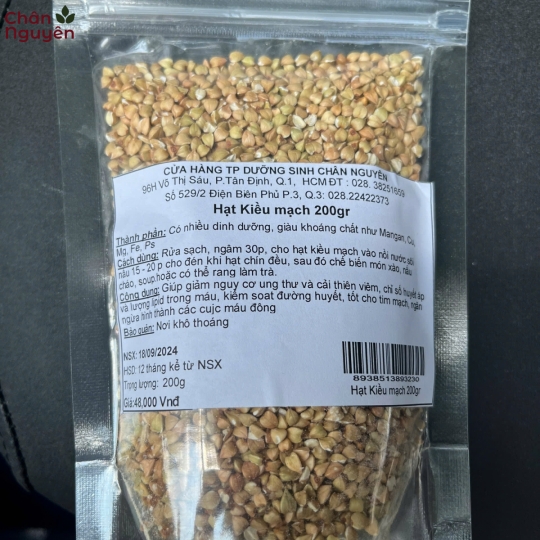 Chân
Nguyên
CỬA HÀNG TP DƯỠNG SINH CHÂN NGUYÊN
96H Võ Thị Sáu, P.Tân Định, Q.1, HCM ĐT : 028. 38251659
Số 529/2 Điện Biên Phủ P.3, Q.3: 028.22422373
Hạt Kiều mạch 200gr
Thành phần: Có nhiều dinh dưỡng, giàu khoáng chất như Mangan, Cu,
Mg, Fe, Ps
Cách dùng: Rửa sạch, ngâm 30p, cho hạt kiều mạch vào nồi nước sôi
nấu 15 - 20 p cho đén khi hạt chín đều, sau đó chế biến món xào, nấu
cháo, soup.hoặc có thể rang làm trà.
Công dụng: Giúp giảm nguy cơ ung thư và cải thiên viêm, chỉ số huyết áp
và lượng lipid trong máu, kiểm soat đường huyết, tốt cho tim mạch, ngăn
ngừa hình thành các cujc máu đông
Bảo quản: Nơi khô thoáng
NSX: 18/09/2024
HSD: 12 tháng kể từ NSX
Trọng lượng: 200g
Giá:48,000 Vnđ
8938513893230
Hạt Kiều mạch 200gr